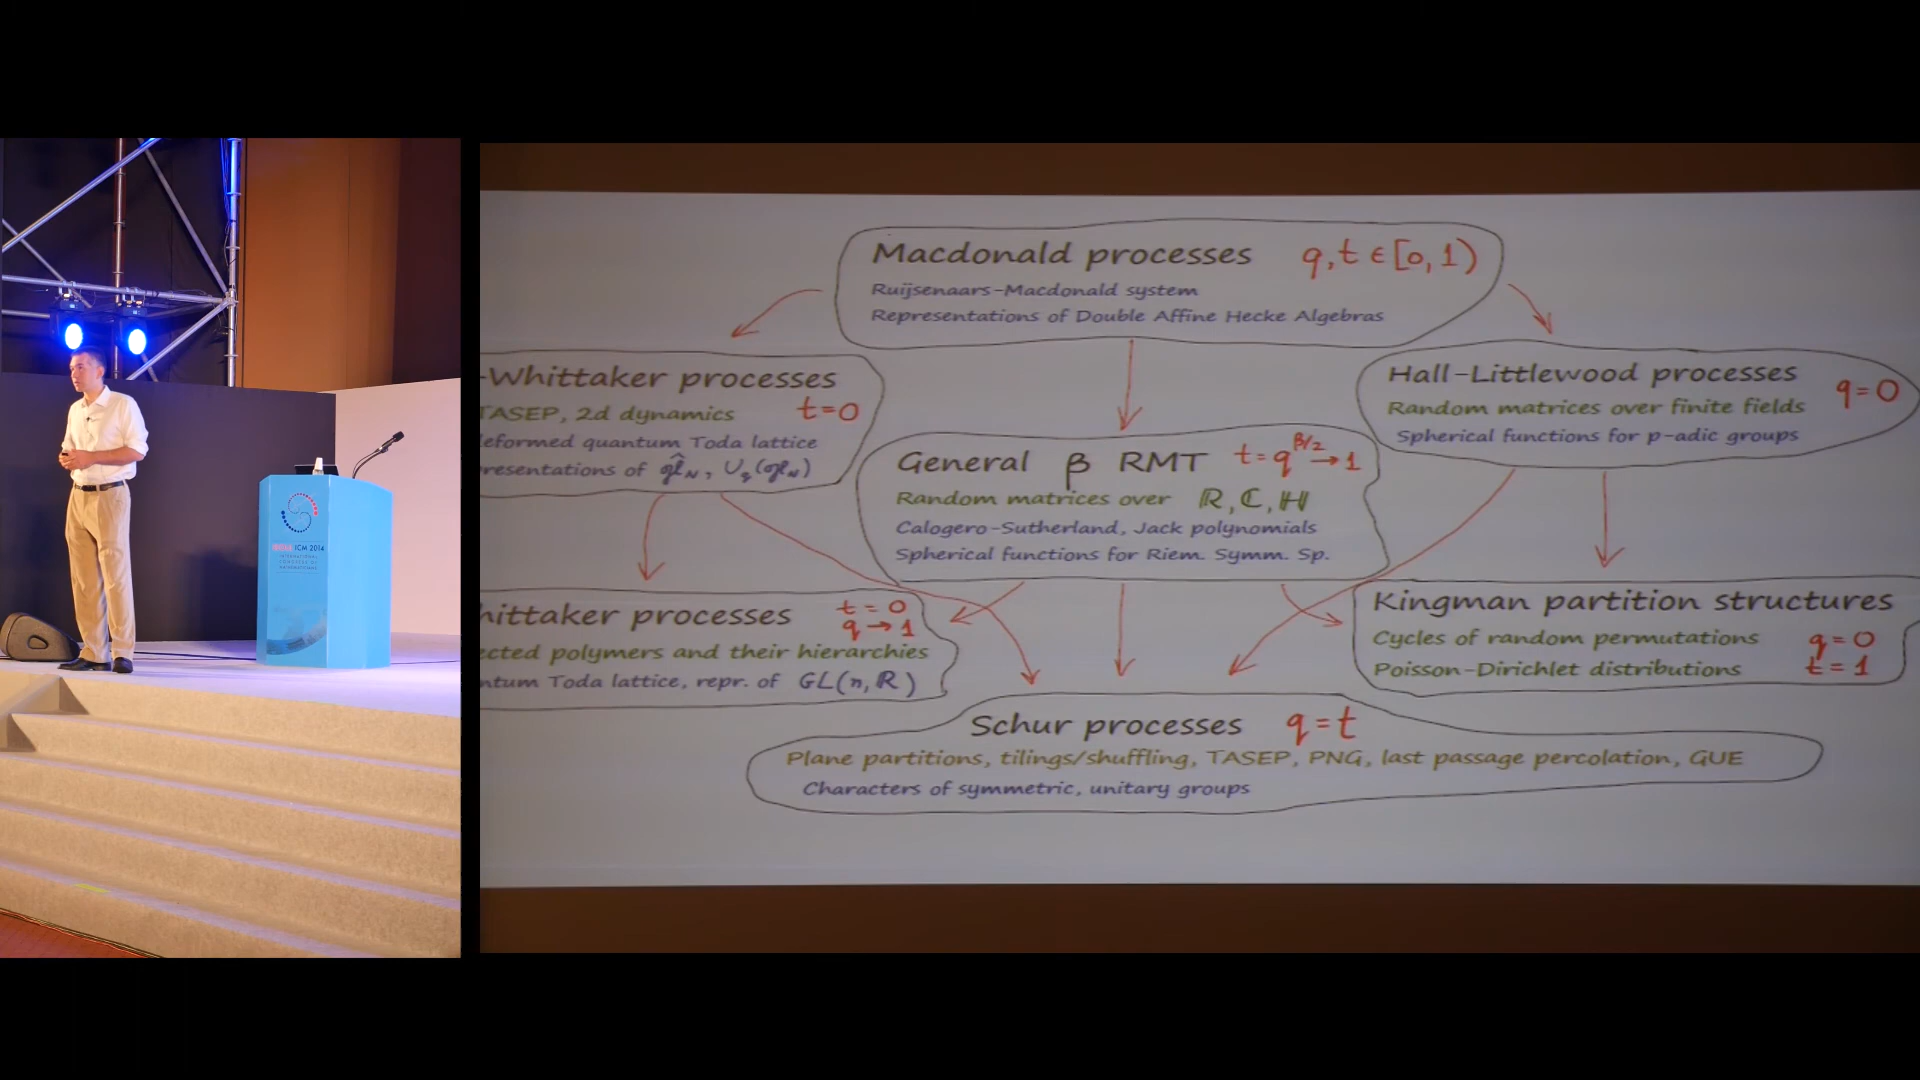 Macdonald processes q, t ∈ [0, 1)
Ruijsenaars-Macdonald system
Representations of Double Affine Hecke Algebras
-Whittaker processes
t=0
TASEP, 2d dynamics
eformed quantum Toda lattice
resentations of ĝl_N, U_q(gl_N)
General β RMT t=q^{β/2}→1
Random matrices over ℝ, ℂ, ℍ
Calogero-Sutherland, Jack polynomials
Spherical functions for Riem. Symm. Sp.
Hall-Littlewood processes
q=0
Random matrices over finite fields
Spherical functions for p-adic groups
hittaker processes
t=0
q→1
ected polymers and their hierarchies
ntum Toda lattice, repr. of GL(n, ℝ)
Kingman partition structures
Cycles of random permutations q=0
Poisson-Dirichlet distributions t=1
Schur processes q=t
Plane partitions, tilings/shuffling, TASEP, PNG, last passage percolation, GUE
Characters of symmetric, unitary groups
ICM 2014